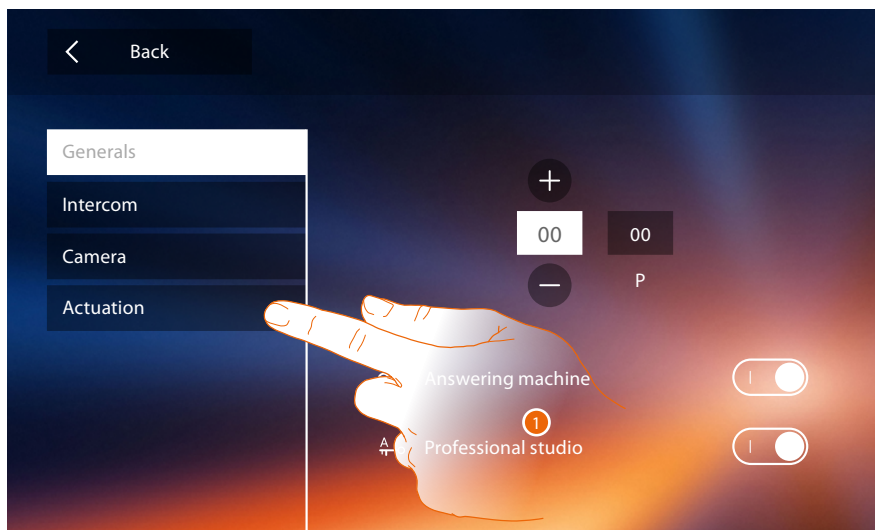 Back
Generals
Intercom
Camera
Actuation
00 00
P
Answering machine
1
Professional studio